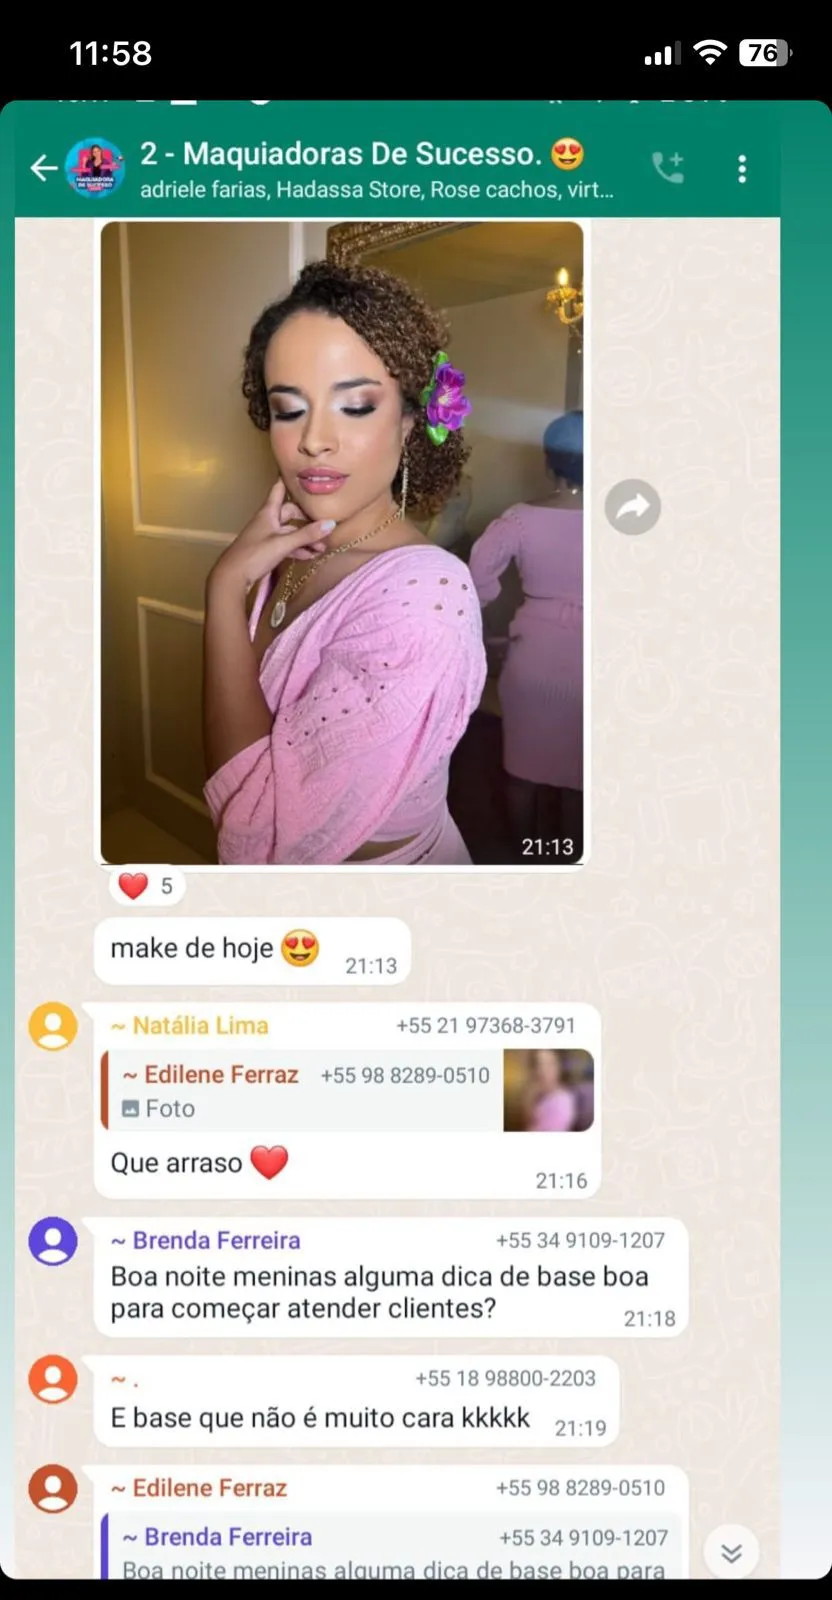 11:58
76
2 - Maquiadoras De Sucesso. 😍
adriele farias, Hadassa Store, Rose cachos, virt...
MAQUIADORA
DE SUCESSO
21:13
❤️ 5
make de hoje 😍 21:13
~ Natália Lima +55 21 97368-3791
~ Edilene Ferraz +55 98 8289-0510
Foto
Que arraso ❤️ 21:16
~ Brenda Ferreira +55 34 9109-1207
Boa noite meninas alguma dica de base boa
para começar atender clientes? 21:18
~ . +55 18 98800-2203
E base que não é muito cara kkkkk 21:19
~ Edilene Ferraz +55 98 8289-0510
~ Brenda Ferreira +55 34 9109-1207
Boa noite meninas alguma dica de base boa para